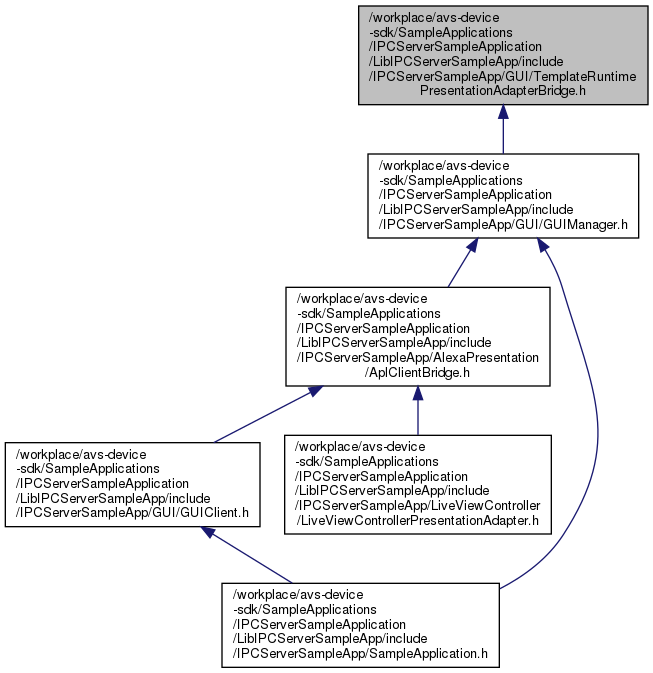 /workplace/avs-device
-sdk/SampleApplications
/IPCServerSampleApplication
/LibIPCServerSampleApp/include
/IPCServerSampleApp/GUI/TemplateRuntime
PresentationAdapterBridge.h
/workplace/avs-device
-sdk/SampleApplications
/IPCServerSampleApplication
/LibIPCServerSampleApp/include
/IPCServerSampleApp/GUI/GUIManager.h
/workplace/avs-device
-sdk/SampleApplications
/IPCServerSampleApplication
/LibIPCServerSampleApp/include
/IPCServerSampleApp/AlexaPresentation
/AplClientBridge.h
/workplace/avs-device
-sdk/SampleApplications
/IPCServerSampleApplication
/LibIPCServerSampleApp/include
/IPCServerSampleApp/GUI/GUIClient.h
/workplace/avs-device
-sdk/SampleApplications
/IPCServerSampleApplication
/LibIPCServerSampleApp/include
/IPCServerSampleApp/LiveViewController
/LiveViewControllerPresentationAdapter.h
/workplace/avs-device
-sdk/SampleApplications
/IPCServerSampleApplication
/LibIPCServerSampleApp/include
/IPCServerSampleApp/SampleApplication.h